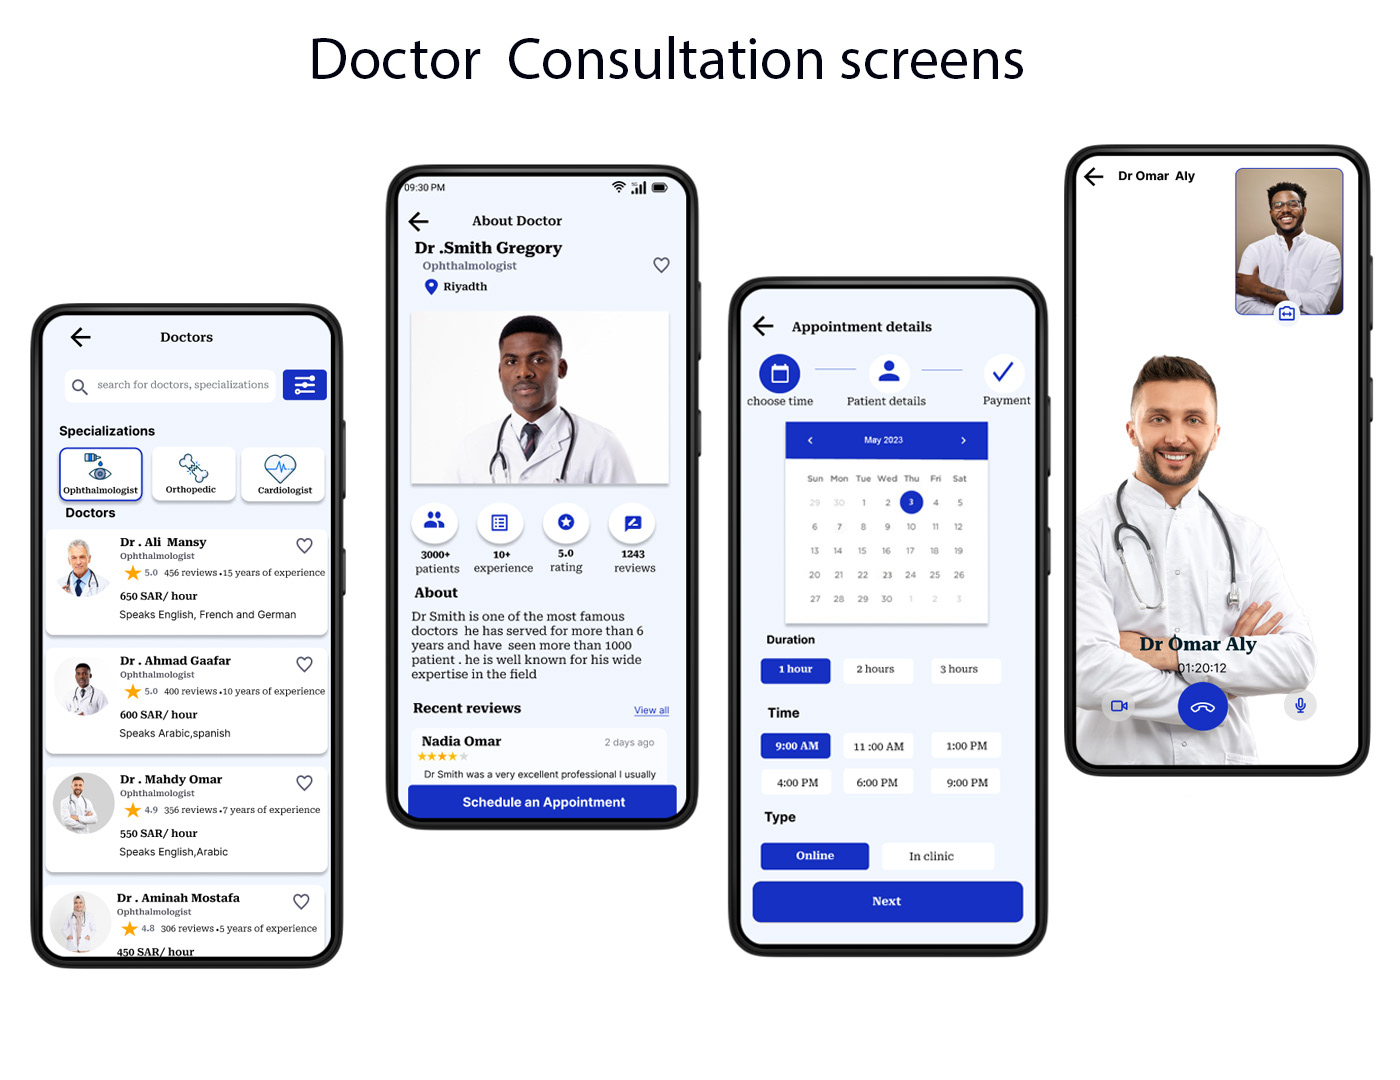 Doctor Consultation screens
Doctors
search for doctors, specializations
Specializations
Ophthalmologist
Orthopedic
Cardiologist
Doctors
Dr . Ali Mansy
Ophthalmologist
5.0 456 reviews •15 years of experience
650 SAR/ hour
Speaks English, French and German
Dr . Ahmad Gaafar
Ophthalmologist
5.0 400 reviews •10 years of experience
600 SAR/ hour
Speaks Arabic,spanish
Dr . Mahdy Omar
Ophthalmologist
4.9 356 reviews •7 years of experience
550 SAR/ hour
Speaks English,Arabic
Dr . Aminah Mostafa
Ophthalmologist
4.8 306 reviews •5 years of experience
450 SAR/ hour
09:30 PM
5G
About Doctor
Dr .Smith Gregory
Ophthalmologist
Riyadth
3000+ 10+ 5.0 1243
patients experience rating reviews
About
Dr Smith is one of the most famous
doctors he has served for more than 6
years and have seen more than 1000
patient . he is well known for his wide
expertise in the field
Recent reviews View all
Nadia Omar 2 days ago
Dr Smith was a very excellent professional I usually
Schedule an Appointment
Appointment details
choose time Patient details Payment
May 2023
Sun Mon Tue Wed Thu Fri Sat
29 30 1 2 3 4 5
6 7 8 9 10 11 12
13 14 15 16 17 18 19
20 21 22 23 24 25 26
27 28 29 30 1 2 3
Duration
1 hour 2 hours 3 hours
Time
9:00 AM 11 :00 AM 1:00 PM
4:00 PM 6:00 PM 9:00 PM
Type
Online In clinic
Next
Dr Omar Aly
Dr Omar Aly
01:20:12